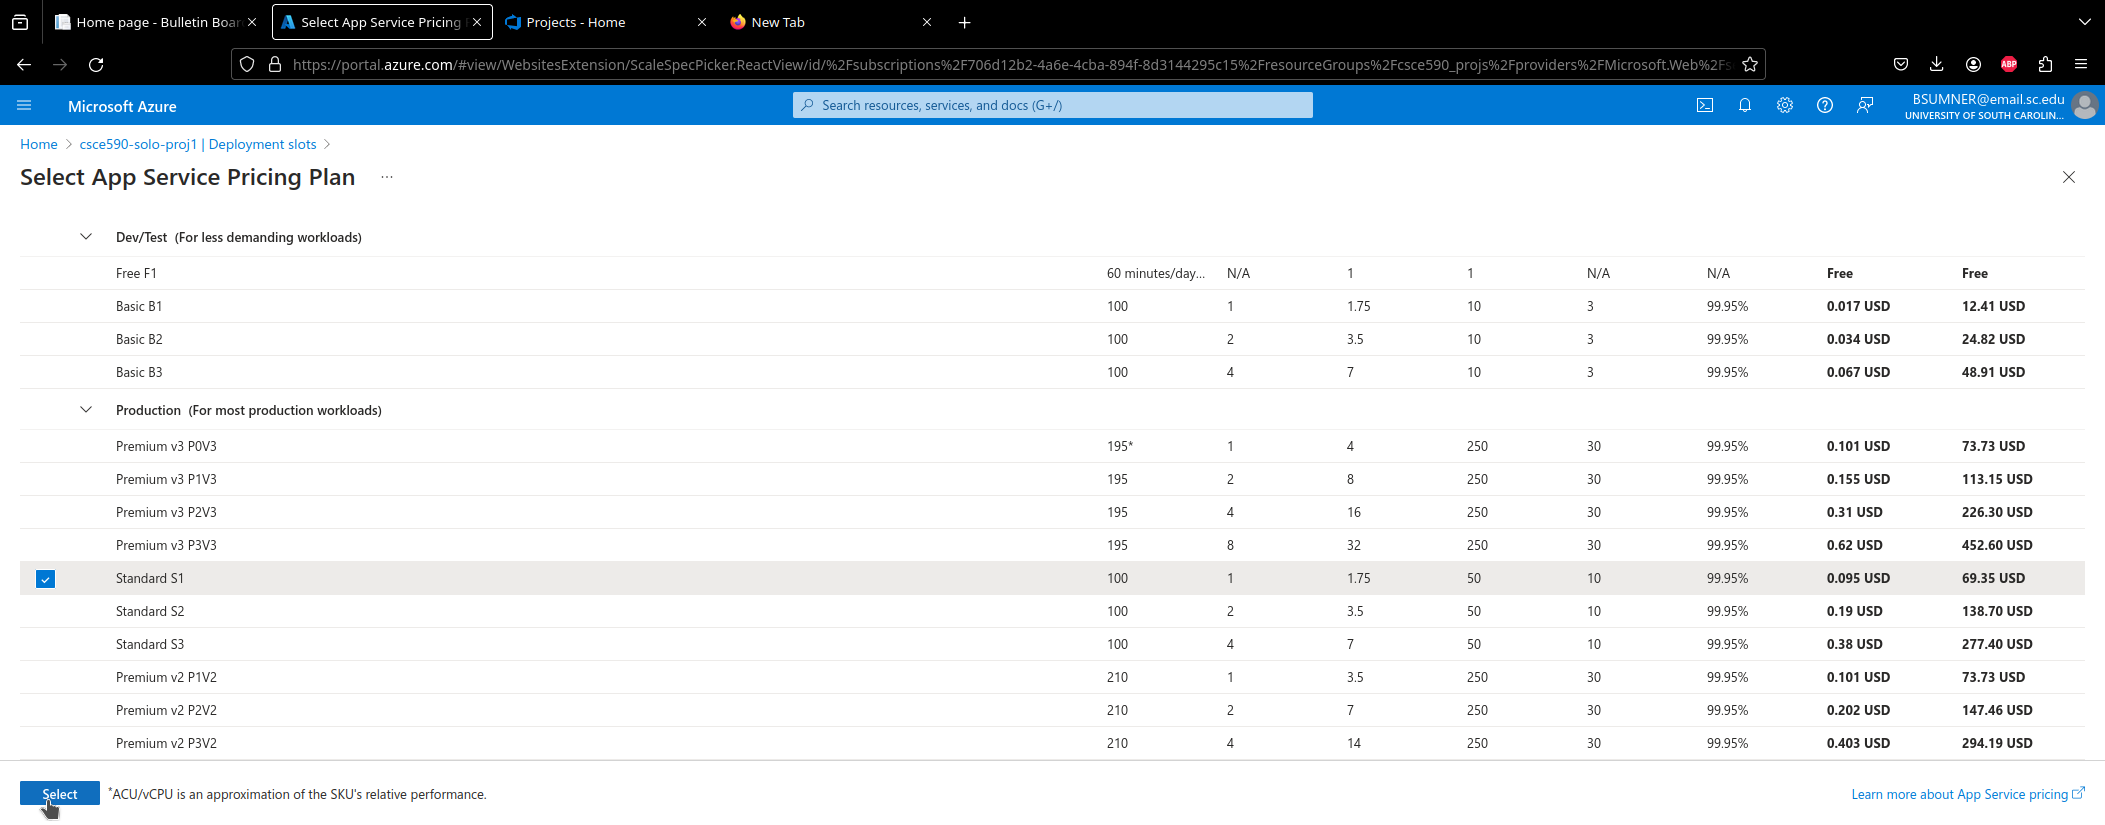 Home page - Bulletin Boar
Select App Service Pricing
Projects - Home
New Tab
https://portal.azure.com/#view/WebsitesExtension/ScaleSpecPicker.ReactView/id/%2Fsubscriptions%2F706d12b2-4a6e-4cba-894f-8d3144295c15%2FresourceGroups%2Fcsce590_projs%2Fproviders%2FMicrosoft.Web%2Fs
ABP
Microsoft Azure
Search resources, services, and docs (G+/)
BSUMNER@email.sc.edu
UNIVERSITY OF SOUTH CAROLIN...
Home > csce590-solo-proj1 | Deployment slots >
Select App Service Pricing Plan ...
Dev/Test (For less demanding workloads)
Free F1 60 minutes/day... N/A 1 1 N/A N/A Free Free
Basic B1 100 1 1.75 10 3 99.95% 0.017 USD 12.41 USD
Basic B2 100 2 3.5 10 3 99.95% 0.034 USD 24.82 USD
Basic B3 100 4 7 10 3 99.95% 0.067 USD 48.91 USD
Production (For most production workloads)
Premium v3 P0V3 195* 1 4 250 30 99.95% 0.101 USD 73.73 USD
Premium v3 P1V3 195 2 8 250 30 99.95% 0.155 USD 113.15 USD
Premium v3 P2V3 195 4 16 250 30 99.95% 0.31 USD 226.30 USD
Premium v3 P3V3 195 8 32 250 30 99.95% 0.62 USD 452.60 USD
Standard S1 100 1 1.75 50 10 99.95% 0.095 USD 69.35 USD
Standard S2 100 2 3.5 50 10 99.95% 0.19 USD 138.70 USD
Standard S3 100 4 7 50 10 99.95% 0.38 USD 277.40 USD
Premium v2 P1V2 210 1 3.5 250 30 99.95% 0.101 USD 73.73 USD
Premium v2 P2V2 210 2 7 250 30 99.95% 0.202 USD 147.46 USD
Premium v2 P3V2 210 4 14 250 30 99.95% 0.403 USD 294.19 USD
Select
*ACU/vCPU is an approximation of the SKU's relative performance.
Learn more about App Service pricing